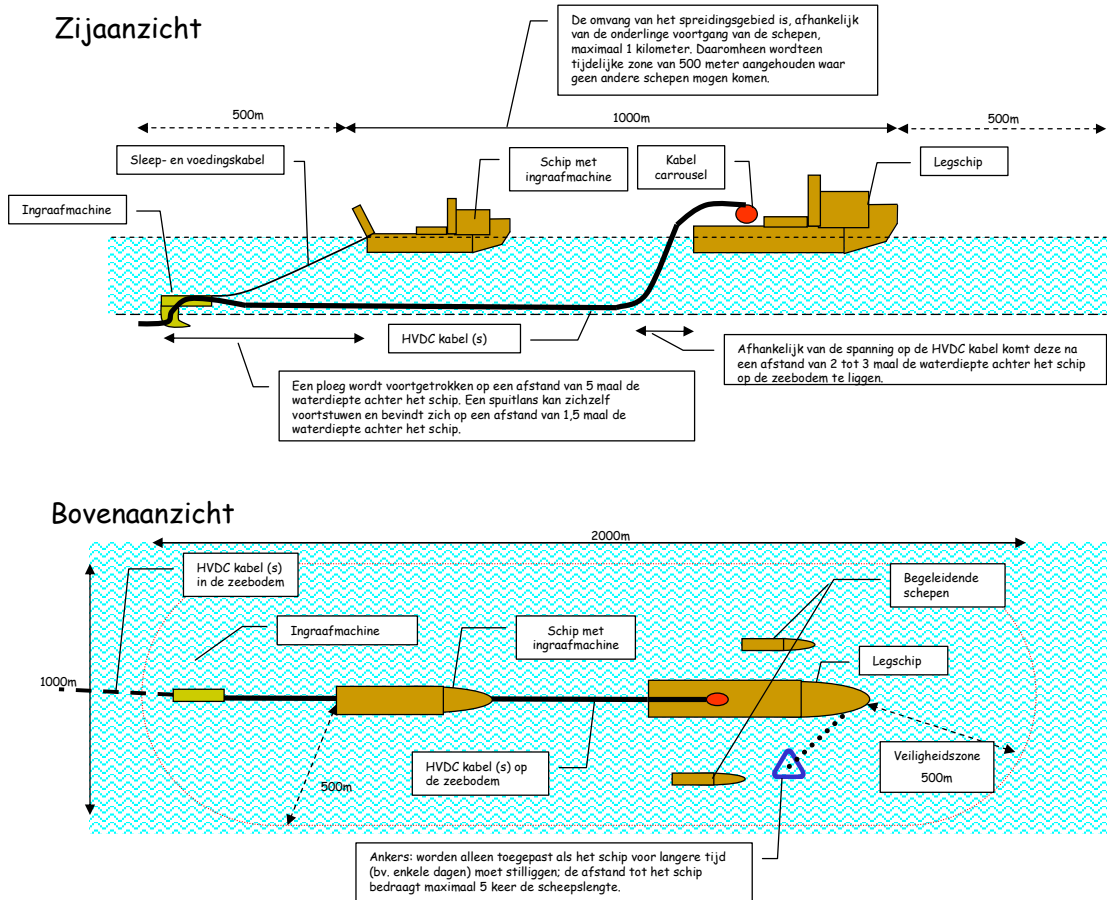 Zijaanzicht
De omvang van het spreidingsgebied is, afhankelijk
van de onderlinge voortgang van de schepen,
maximaal 1 kilometer. Daaromheen wordteen
tijdelijke zone van 500 meter aangehouden waar
geen andere schepen mogen komen.
500m
1000m
500m
Sleep- en voedingskabel
Schip met
ingraafmachine
Kabel
carrousel
Legschip
Ingraafmachine
HVDC kabel (s)
Afhankelijk van de spanning op de HVDC kabel komt deze na
een afstand van 2 tot 3 maal de waterdiepte achter het schip
op de zeebodem te liggen.
Een ploeg wordt voortgetrokken op een afstand van 5 maal de
waterdiepte achter het schip. Een spuitlans kan zichzelf
voortstuwen en bevindt zich op een afstand van 1,5 maal de
waterdiepte achter het schip.
Bovenaanzicht
2000m
HVDC kabel (s)
in de zeebodem
Begeleidende
schepen
Ingraafmachine
Schip met
ingraafmachine
Legschip
1000m
HVDC kabel (s) op
de zeebodem
Veiligheidszone
500m
500m
Ankers: worden alleen toegepast als het schip voor langere tijd
(bv. enkele dagen) moet stilliggen; de afstand tot het schip
bedraagt maximaal 5 keer de scheepslengte.